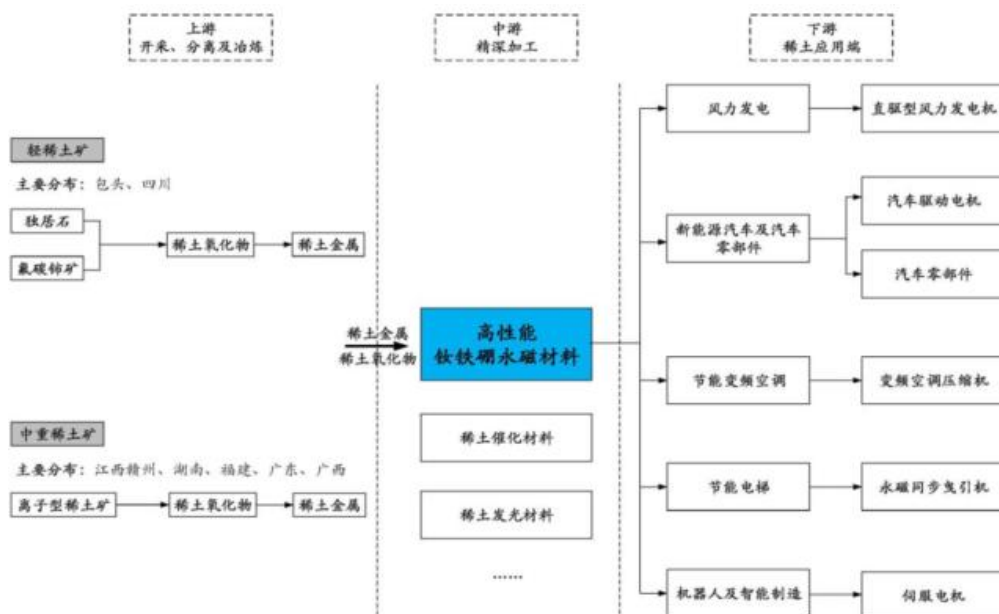 上游
开采、分离及冶炼
中游
精深加工
下游
稀土应用端
轻稀土矿
主要分布：包头、四川
独居石
氟碳铈矿
稀土氧化物
稀土金属
中重稀土矿
主要分布：江西赣州、湖南、福建、广东、广西
离子型稀土矿
稀土氧化物
稀土金属
稀土金属
稀土氧化物
高性能
钕铁硼永磁材料
稀土催化材料
稀土发光材料
……
风力发电
直驱型风力发电机
新能源汽车及汽车
零部件
汽车驱动电机
汽车零部件
节能变频空调
变频空调压缩机
节能电梯
永磁同步曳引机
机器人及智能制造
伺服电机